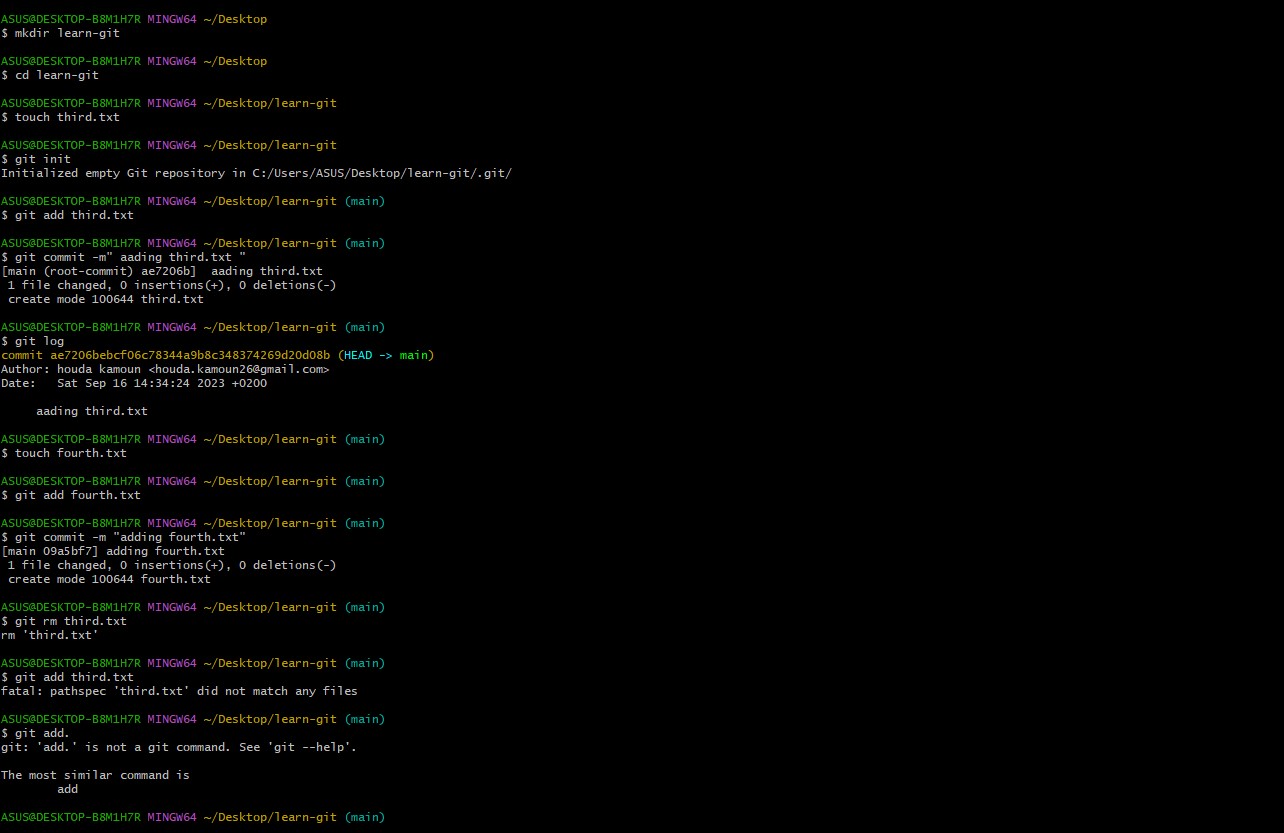 ASUS@DESKTOP-B8M1H7R MINGW64 ~/Desktop
$ mkdir learn-git
ASUS@DESKTOP-B8M1H7R MINGW64 ~/Desktop
$ cd learn-git
ASUS@DESKTOP-B8M1H7R MINGW64 ~/Desktop/learn-git
$ touch third.txt
ASUS@DESKTOP-B8M1H7R MINGW64 ~/Desktop/learn-git
$ git init
Initialized empty Git repository in C:/Users/ASUS/Desktop/learn-git/.git/
ASUS@DESKTOP-B8M1H7R MINGW64 ~/Desktop/learn-git (main)
$ git add third.txt
ASUS@DESKTOP-B8M1H7R MINGW64 ~/Desktop/learn-git (main)
$ git commit -m" aading third.txt "
[main (root-commit) ae7206b]  aading third.txt
 1 file changed, 0 insertions(+), 0 deletions(-)
 create mode 100644 third.txt
ASUS@DESKTOP-B8M1H7R MINGW64 ~/Desktop/learn-git (main)
$ git log
commit ae7206bebcf06c78344a9b8c348374269d20d08b (HEAD -> main)
Author: houda kamoun <houda.kamoun26@gmail.com>
Date:   Sat Sep 16 14:34:24 2023 +0200
     aading third.txt
ASUS@DESKTOP-B8M1H7R MINGW64 ~/Desktop/learn-git (main)
$ touch fourth.txt
ASUS@DESKTOP-B8M1H7R MINGW64 ~/Desktop/learn-git (main)
$ git add fourth.txt
ASUS@DESKTOP-B8M1H7R MINGW64 ~/Desktop/learn-git (main)
$ git commit -m "adding fourth.txt"
[main 09a5bf7] adding fourth.txt
 1 file changed, 0 insertions(+), 0 deletions(-)
 create mode 100644 fourth.txt
ASUS@DESKTOP-B8M1H7R MINGW64 ~/Desktop/learn-git (main)
$ git rm third.txt
rm 'third.txt'
ASUS@DESKTOP-B8M1H7R MINGW64 ~/Desktop/learn-git (main)
$ git add third.txt
fatal: pathspec 'third.txt' did not match any files
ASUS@DESKTOP-B8M1H7R MINGW64 ~/Desktop/learn-git (main)
$ git add.
git: 'add.' is not a git command. See 'git --help'.
The most similar command is
        add
ASUS@DESKTOP-B8M1H7R MINGW64 ~/Desktop/learn-git (main)